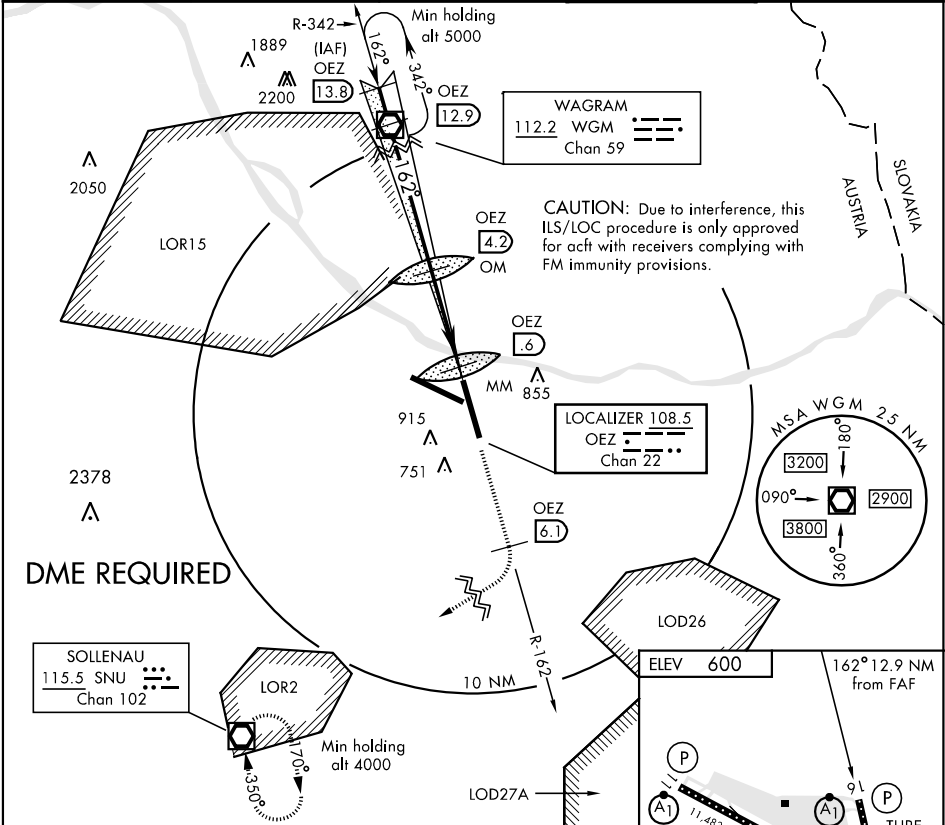 R-342
Min holding
alt 5000
162°
342°
1889
(IAF)
OEZ
13.8
2200
OEZ
12.9
WAGRAM
112.2 WGM
Chan 59
2050
162°
SLOVAKIA
AUSTRIA
LOR15
OEZ
4.2
OM
CAUTION: Due to interference, this
ILS/LOC procedure is only approved
for acft with receivers complying with
FM immunity provisions.
OEZ
.6
MM
855
LOCALIZER 108.5
OEZ
Chan 22
915
751
MSA WGM 25 NM
180°
3200
090°
2900
3800
360°
2378
OEZ
6.1
DME REQUIRED
LOD26
R-162
SOLLENAU
115.5 SNU
Chan 102
LOR2
10 NM
ELEV 600
162° 12.9 NM
from FAF
170°
350°
Min holding
alt 4000
LOD27A
P
11
A1
11,483
A1
16
P